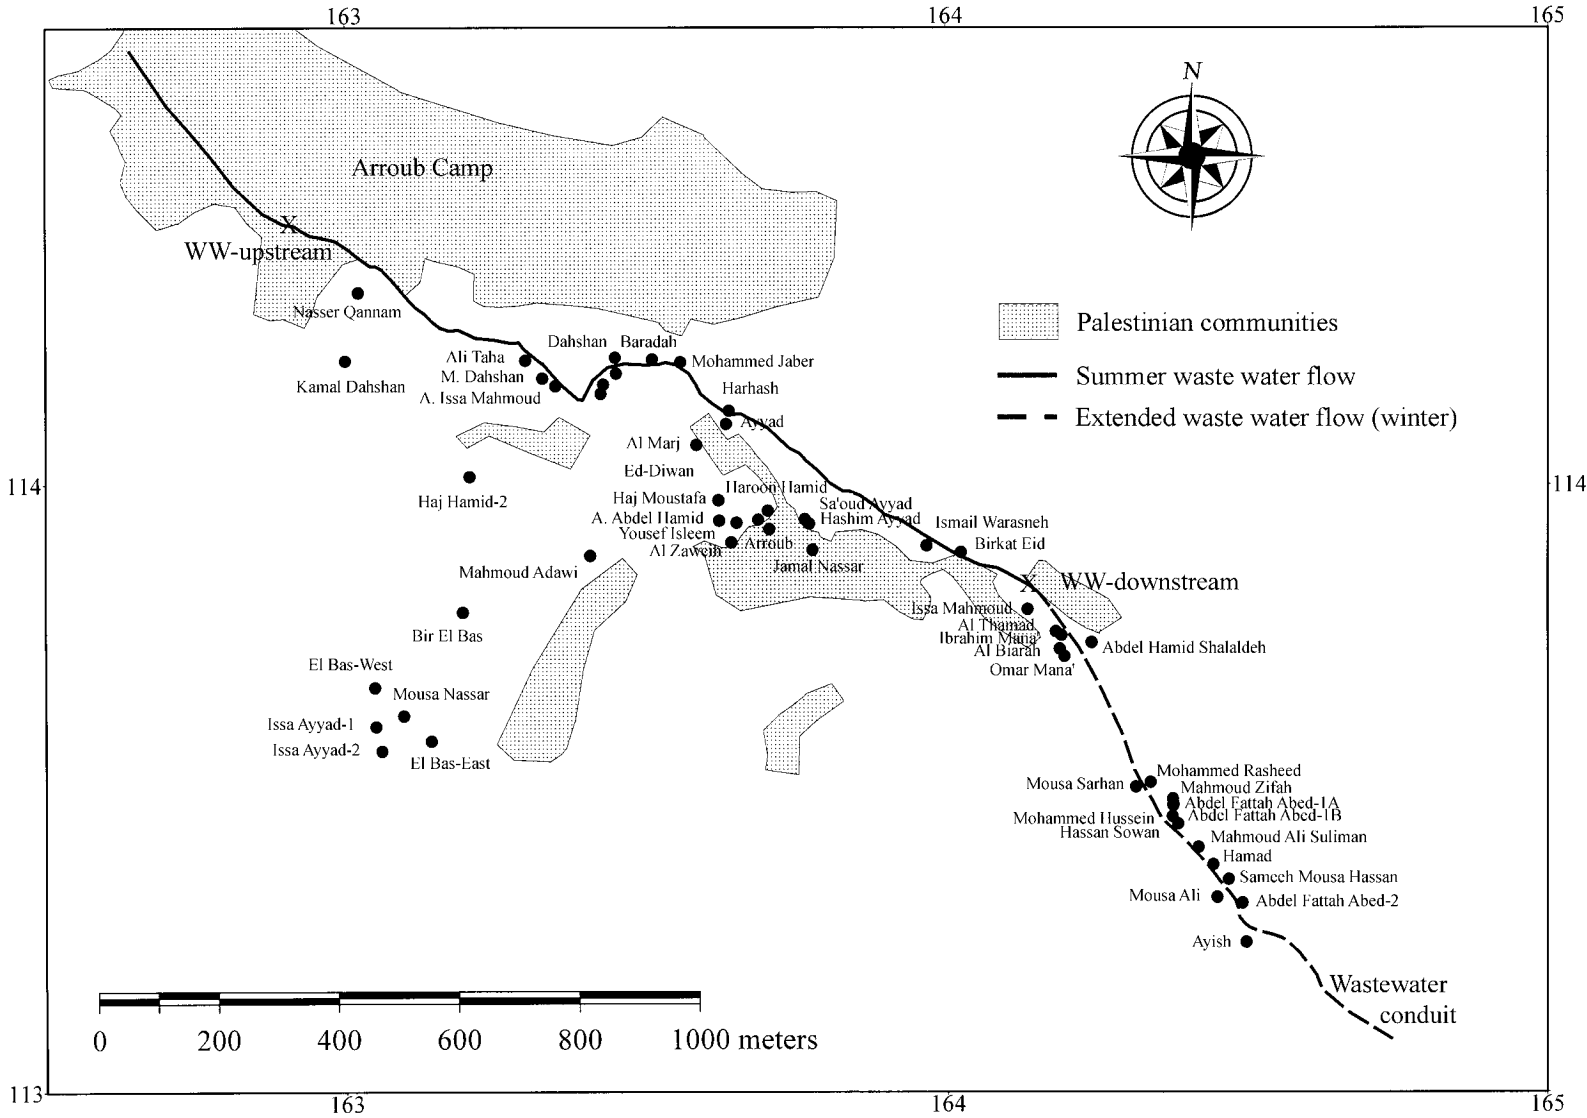 163
164
165
N
Arroub Camp
X
WW-upstream
Nasser Qannam
Palestinian communities
Summer waste water flow
Extended waste water flow (winter)
Dahshan
Baradah
Ali Taha
Mohammed Jaber
M. Dahshan
Kamal Dahshan
A. Issa Mahmoud
Harhash
Ayyad
Al Marj
Ed-Diwan
114
114
Haroon Hamid
Haj Hamid-2
Haj Moustafa
Sa'oud Ayyad
A. Abdel Hamid
Hashim Ayyad
Ismail Warasneh
Yousef Isleem
Arroub
Birkat Eid
Al Zaweih
Jamal Nassar
Mahmoud Adawi
X
WW-downstream
Issa Mahmoud
Al Thamad
Bir El Bas
Ibrahim Mana'
Al Biarah
Abdel Hamid Shalaldeh
Omar Mana'
El Bas-West
Mousa Nassar
Issa Ayyad-1
Issa Ayyad-2
El Bas-East
Mohammed Rasheed
Mousa Sarhan
Mahmoud Zifah
Abdel Fattah Abed-1A
Mohammed Hussein
Abdel Fattah Abed-1B
Hassan Sowan
Mahmoud Ali Suliman
Hamad
Sameeh Mousa Hassan
Mousa Ali
Abdel Fattah Abed-2
Ayish
Wastewater
conduit
0 200 400 600 800 1000 meters
113
163
164
165